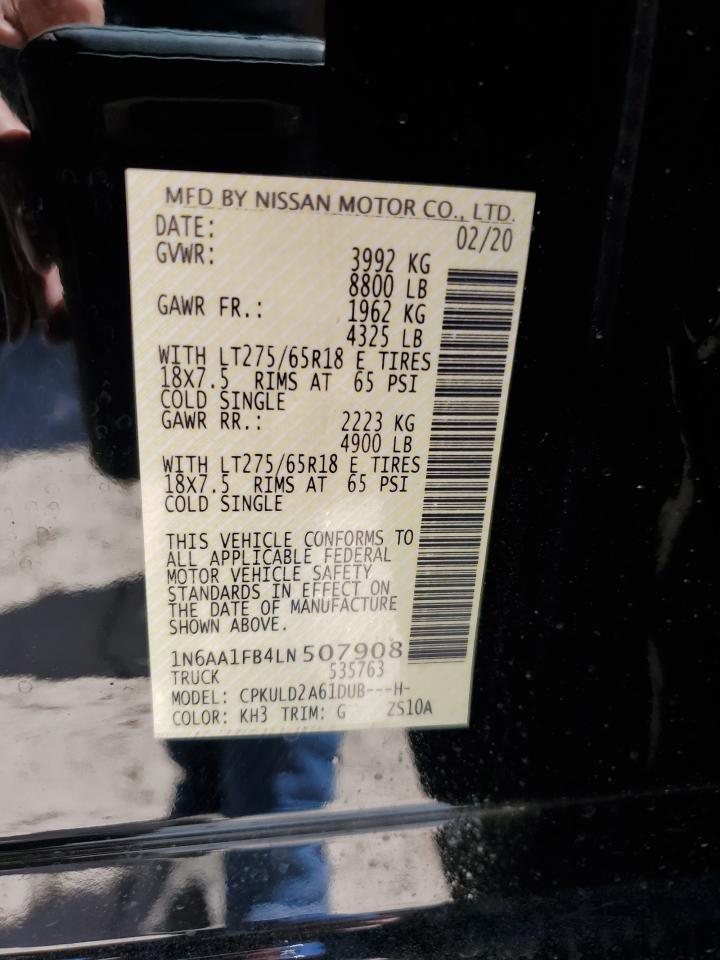 MFD BY NISSAN MOTOR CO., LTD.
DATE: 02/20
GVWR: 3992 KG
8800 LB
GAWR FR.: 1962 KG
4325 LB
WITH LT275/65R18 E TIRES
18X7.5 RIMS AT 65 PSI
COLD SINGLE
GAWR RR.: 2223 KG
4900 LB
WITH LT275/65R18 E TIRES
18X7.5 RIMS AT 65 PSI
COLD SINGLE
THIS VEHICLE CONFORMS TO
ALL APPLICABLE FEDERAL
MOTOR VEHICLE SAFETY
STANDARDS IN EFFECT ON
THE DATE OF MANUFACTURE
SHOWN ABOVE.
1N6AA1FB4LN 507908
TRUCK 535763
MODEL: CPKULD2A61DUB---H-
COLOR: KH3 TRIM: G ZS10A